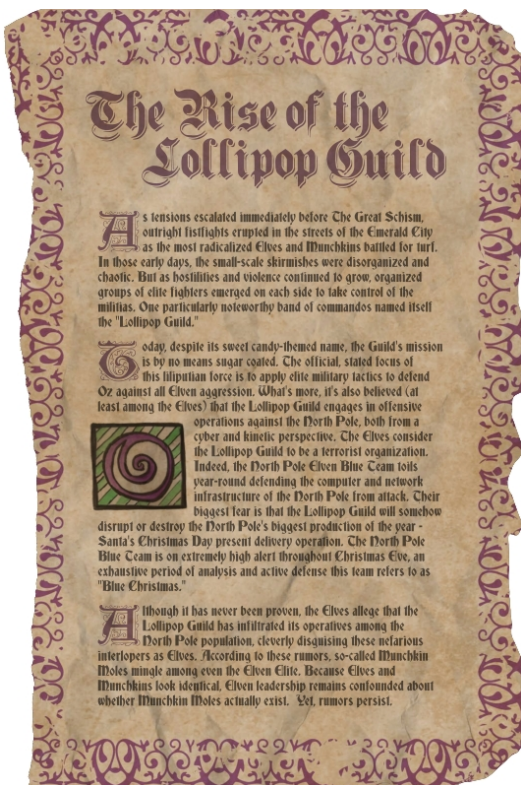 The Rise of the
Lollipop Guild
As tensions escalated immediately before The Great Schism,
outright fistfights erupted in the streets of the Emerald City
as the most radicalized Elves and Munchkins battled for turf.
In those early days, the small-scale skirmishes were disorganized and
chaotic. But as hostilities and violence continued to grow, organized
groups of elite fighters emerged on each side to take control of the
militias. One particularly noteworthy band of commandos named itself
the "Lollipop Guild."
Today, despite its sweet candy-themed name, the Guild's mission
is by no means sugar coated. The official, stated focus of
this liliputian force is to apply elite military tactics to defend
Oz against all Elven aggression. What's more, it's also believed (at
least among the Elves) that the Lollipop Guild engages in offensive
operations against the North Pole, both from a
cyber and kinetic perspective. The Elves consider
the Lollipop Guild to be a terrorist organization.
Indeed, the North Pole Elven Blue Team toils
year-round defending the computer and network
infrastructure of the North Pole from attack. Their
biggest fear is that the Lollipop Guild will somehow
disrupt or destroy the North Pole's biggest production of the year -
Santa's Christmas Day present delivery operation. The North Pole
Blue Team is on extremely high alert throughout Christmas Eve, an
exhaustive period of analysis and active defense this team refers to as
"Blue Christmas."
Although it has never been proven, the Elves allege that the
Lollipop Guild has infiltrated its operatives among the
North Pole population, cleverly disguising these nefarious
interlopers as Elves. According to these rumors, so-called Munchkin
Moles mingle among even the Elven Elite. Because Elves and
Munchkins look identical, Elven leadership remains confounded about
whether Munchkin Moles actually exist. Yet, rumors persist.